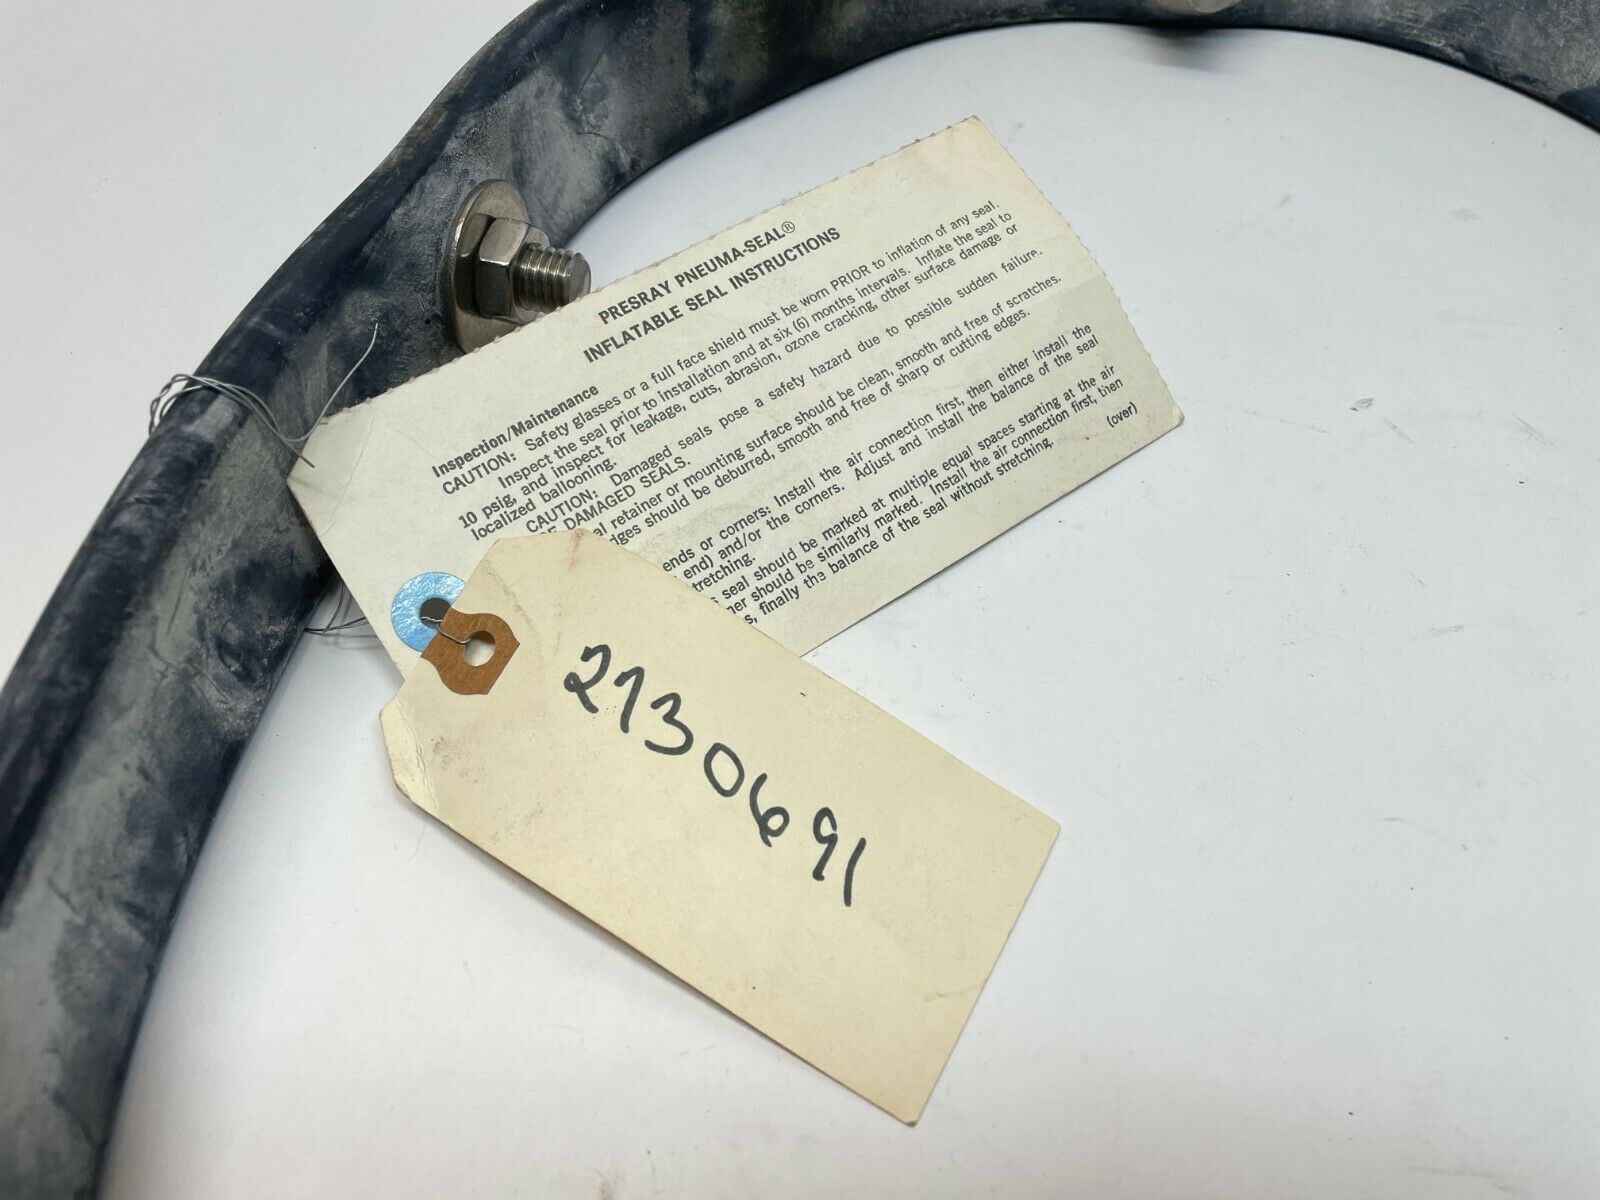 PRESRAY PNEUMA-SEAL®
INFLATABLE SEAL INSTRUCTIONS
Inspection/Maintenance
CAUTION: Safety glasses or a full face shield must be worn PRIOR to inflation of any seal.
Inspect the seal prior to installation and at six (6) months intervals. Inflate the seal to
10 psig, and inspect for leakage, cuts, abrasion, ozone cracking, other surface damage or
localized ballooning.
CAUTION: Damaged seals pose a safety hazard due to possible sudden failure.
DAMAGED SEALS.
retainer or mounting surface should be clean, smooth and free of scratches.
should be deburred, smooth and free of sharp or cutting edges.
ends or corners: Install the air connection first, then either install the
end) and/or the corners. Adjust and install the balance of the seal
seal should be marked at multiple equal spaces starting at the air
should be similarly marked. Install the air connection first, then
finally the balance of the seal without stretching.
(over)
2730691